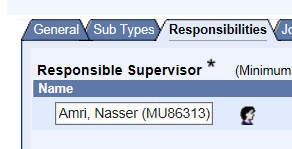 General Sub Types Responsibilities
Responsible Supervisor * (Minimum
Name
Amri, Nasser (MU86313)